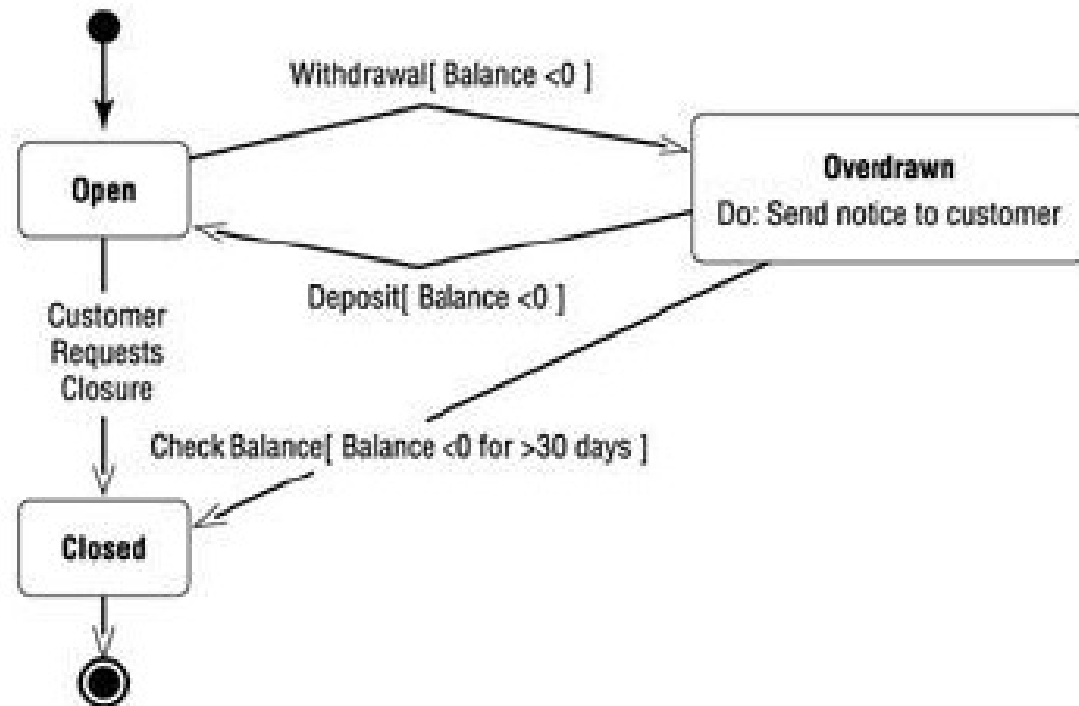 Withdrawal[ Balance <0 ]
Open
Overdrawn
Do: Send notice to customer
Deposit[ Balance <0 ]
Customer
Requests
Closure
Check Balance[ Balance <0 for >30 days ]
Closed